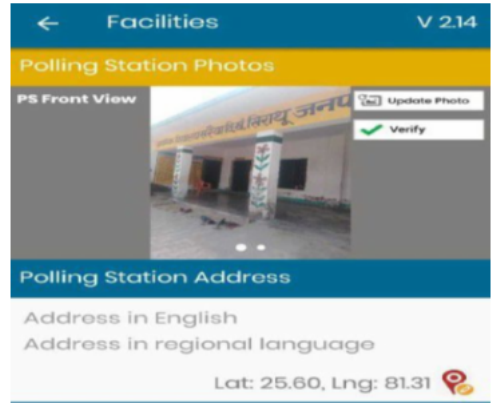 Facilities V 2.14
Polling Station Photos
PS Front View
Update Photo
Verify
सिराथू जनप
Polling Station Address
Address in English
Address in regional language
Lat: 25.60, Lng: 81.31